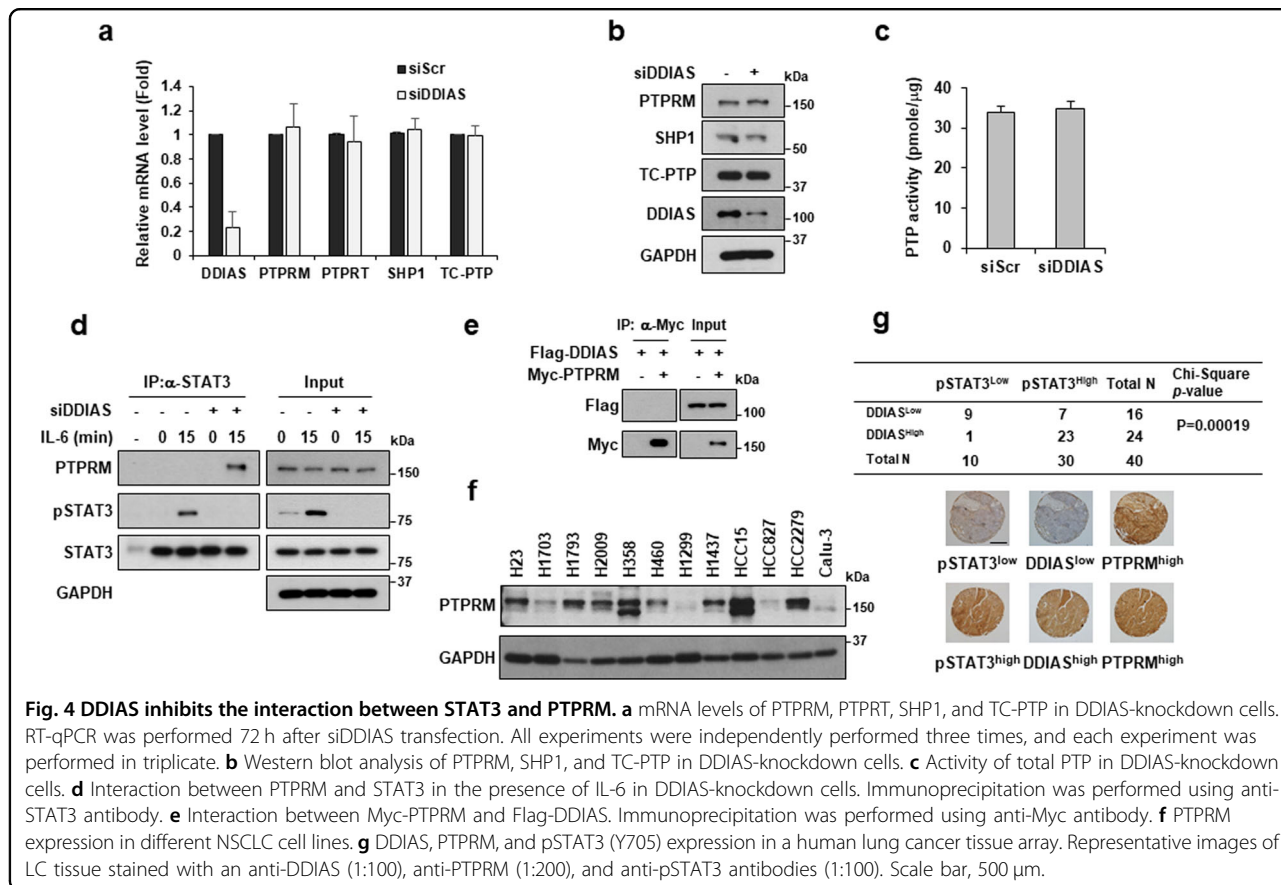 a
siScr
siDDIAS
Relative mRNA level (Fold)
1.4
1.2
1
0.8
0.6
0.4
0.2
0
DDIAS PTPRM PTPRT SHP1 TC-PTP
b
siDDIAS - + kDa
PTPRM 150
SHP1 50
TC-PTP 37
DDIAS 100
GAPDH 37
c
PTP activity (pmole/µg)
40
30
20
10
0
siScr siDDIAS
d
IP:α-STAT3 Input
siDDIAS - - - + + - - + +
IL-6 (min) - 0 15 0 15 0 15 0 15 kDa
PTPRM 150
pSTAT3 75
STAT3 75
GAPDH 37
e
IP: α-Myc Input
Flag-DDIAS + + + +
Myc-PTPRM - + - + kDa
Flag 100
Myc 150
f
H23 H1703 H1793 H2009 H358 H460 H1299 H1437 HCC15 HCC827 HCC2279 Calu-3
kDa
PTPRM 150
GAPDH 37
g
pSTAT3Low pSTAT3High Total N Chi-Square p-value
DDIASLow 9 7 16 P=0.00019
DDIASHigh 1 23 24
Total N 10 30 40
pSTAT3low DDIASlow PTPRMhigh
pSTAT3high DDIAShigh PTPRMhigh
Fig. 4 DDIAS inhibits the interaction between STAT3 and PTPRM. a mRNA levels of PTPRM, PTPRT, SHP1, and TC-PTP in DDIAS-knockdown cells.
RT-qPCR was performed 72 h after siDDIAS transfection. All experiments were independently performed three times, and each experiment was
performed in triplicate. b Western blot analysis of PTPRM, SHP1, and TC-PTP in DDIAS-knockdown cells. c Activity of total PTP in DDIAS-knockdown
cells. d Interaction between PTPRM and STAT3 in the presence of IL-6 in DDIAS-knockdown cells. Immunoprecipitation was performed using anti-
STAT3 antibody. e Interaction between Myc-PTPRM and Flag-DDIAS. Immunoprecipitation was performed using anti-Myc antibody. f PTPRM
expression in different NSCLC cell lines. g DDIAS, PTPRM, and pSTAT3 (Y705) expression in a human lung cancer tissue array. Representative images of
LC tissue stained with an anti-DDIAS (1:100), anti-PTPRM (1:200), and anti-pSTAT3 antibodies (1:100). Scale bar, 500 µm.